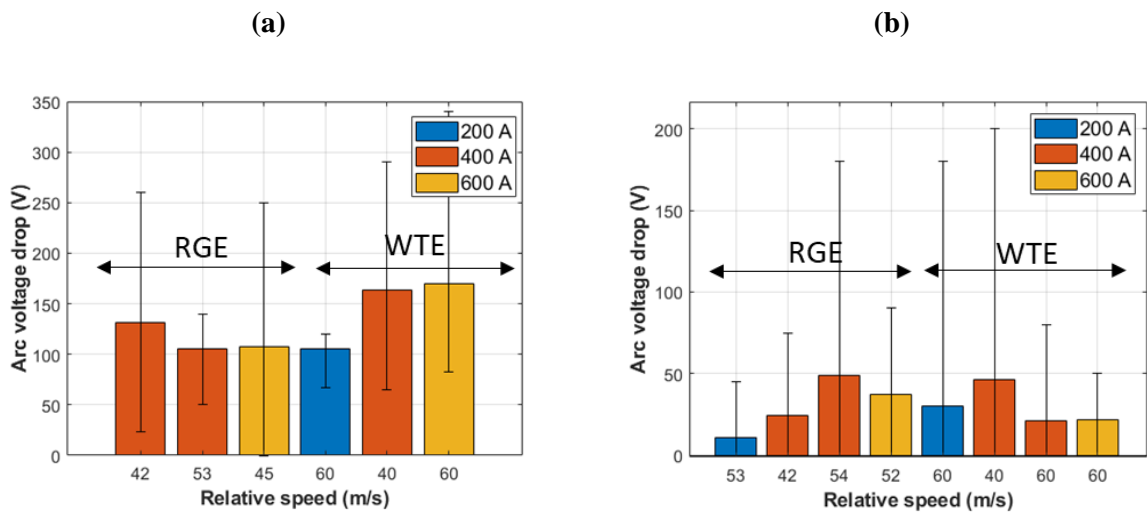 (a)
350
300
250
200
150
100
50
0
Arc voltage drop (V)
200 A
400 A
600 A
RGE
WTE
42 53 45 60 40 60
Relative speed (m/s)
(b)
200
150
100
50
0
Arc voltage drop (V)
200 A
400 A
600 A
RGE
WTE
53 42 54 52 60 40 60 60
Relative speed (m/s)